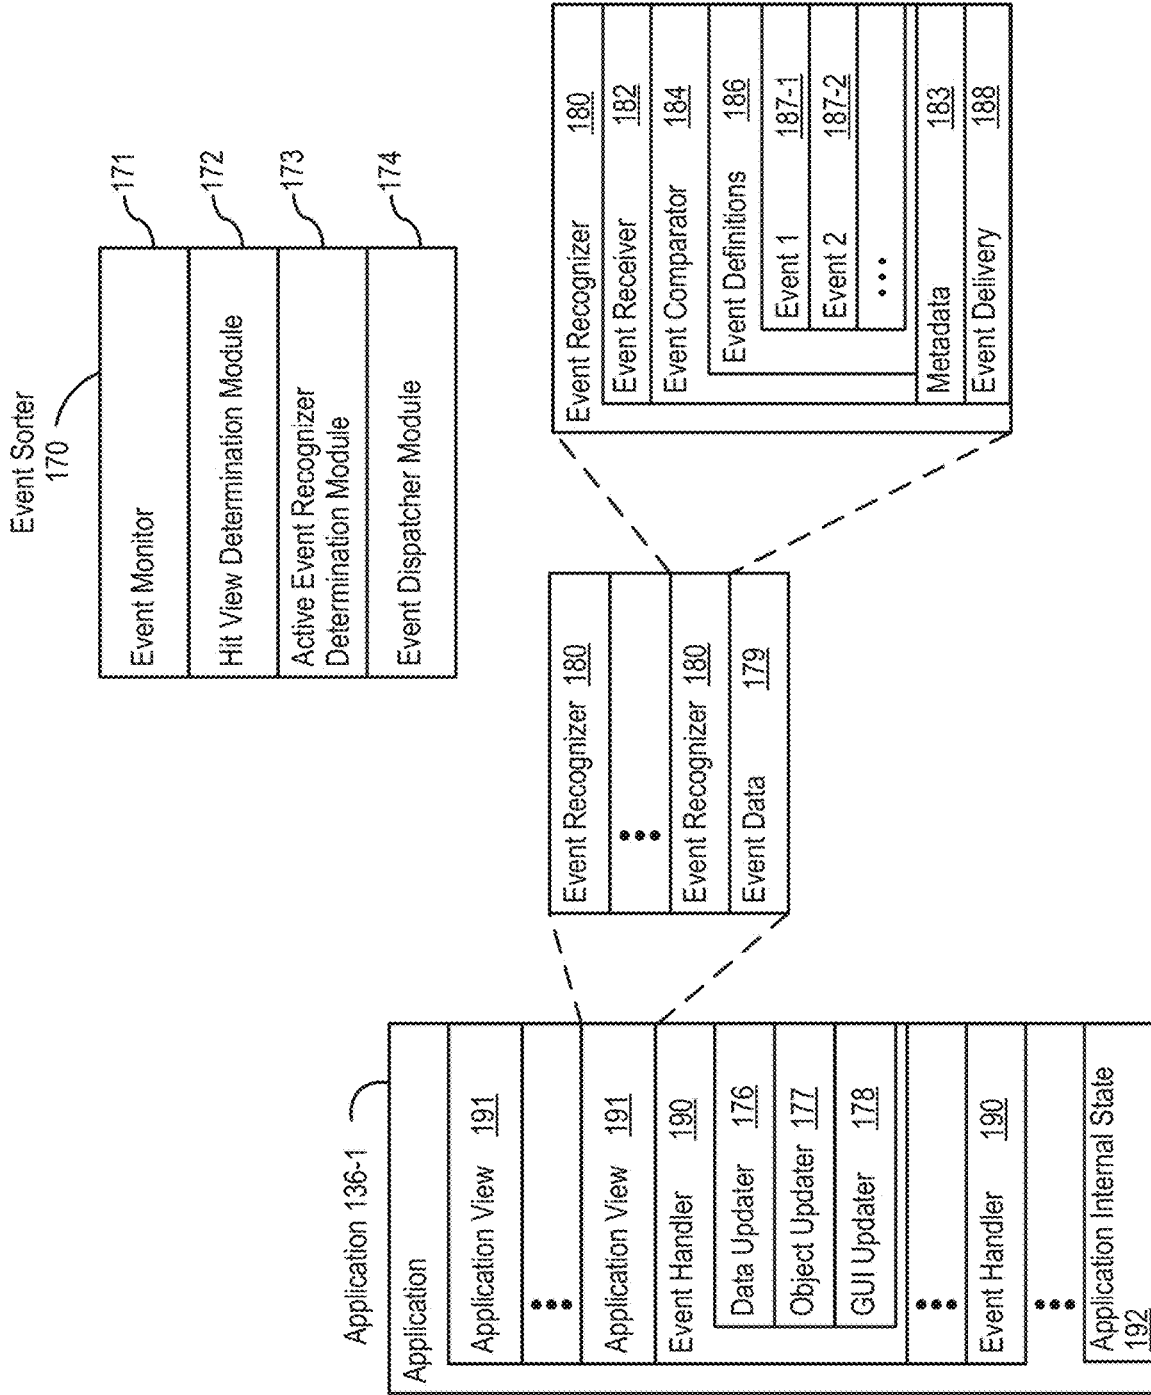 Event Sorter
170
Event Monitor
171
Hit View Determination Module
172
Active Event Recognizer
Determination Module
173
Event Dispatcher Module
174
Application 136-1
Application
Application View 191
•••
Application View 191
Event Handler 190
Data Updater 176
Object Updater 177
GUI Updater 178
•••
Event Handler 190
•••
Application Internal State
192
Event Recognizer 180
•••
Event Recognizer 180
Event Data 179
Event Recognizer 180
Event Receiver 182
Event Comparator 184
Event Definitions 186
Event 1 187-1
Event 2 187-2
•••
Metadata 183
Event Delivery 188